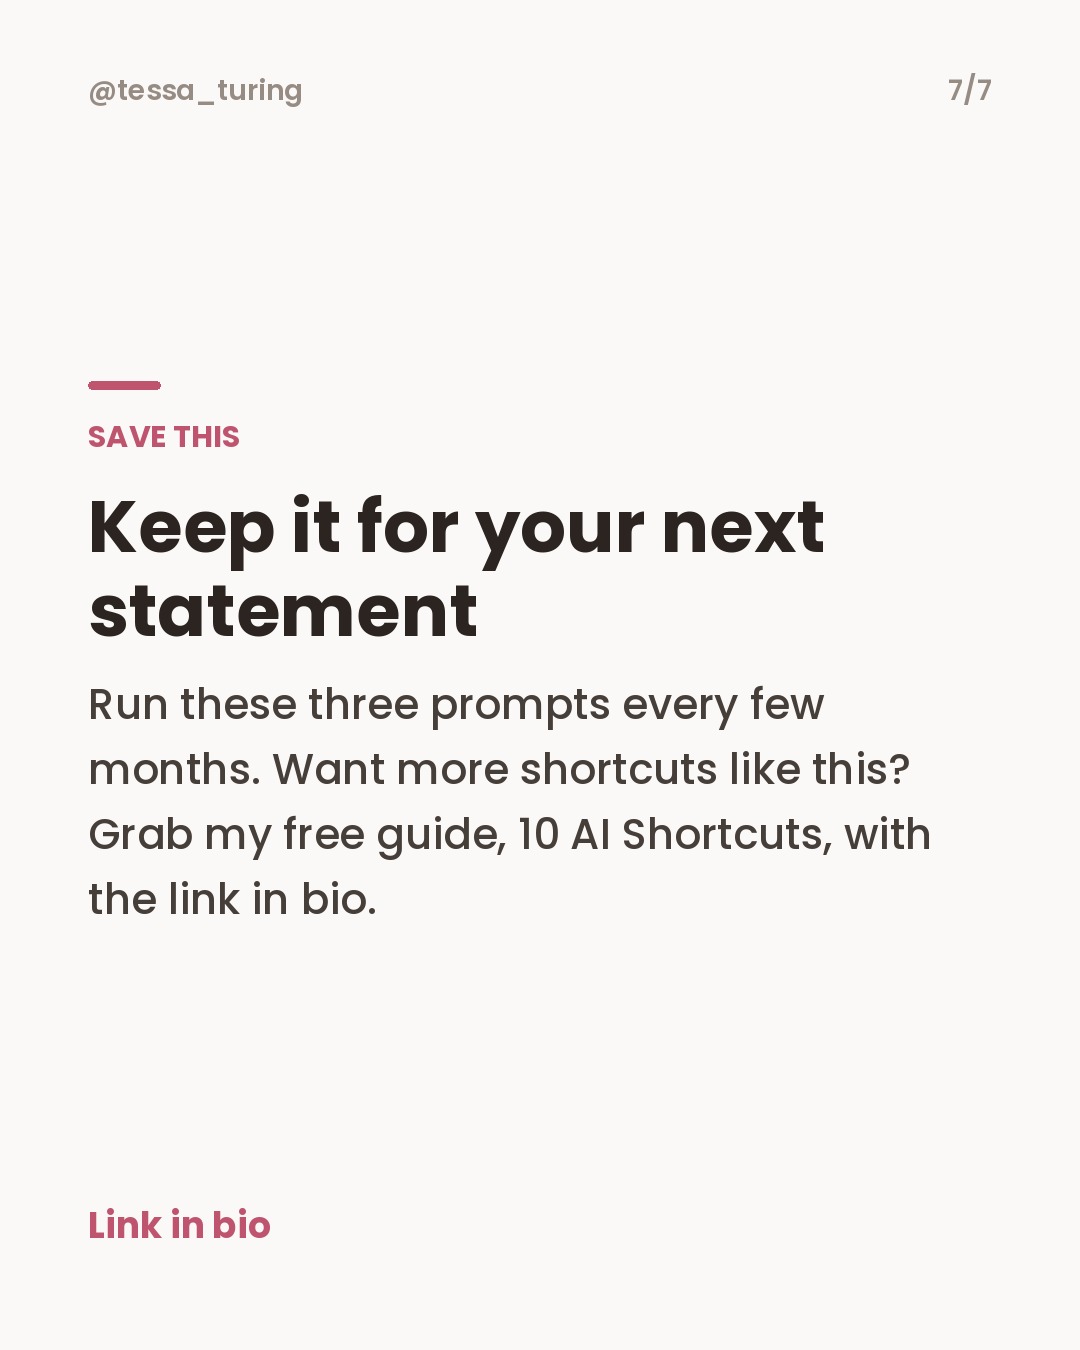 @tessa_turing
7/7
SAVE THIS
Keep it for your next
statement
Run these three prompts every few
months. Want more shortcuts like this?
Grab my free guide, 10 AI Shortcuts, with
the link in bio.
Link in bio